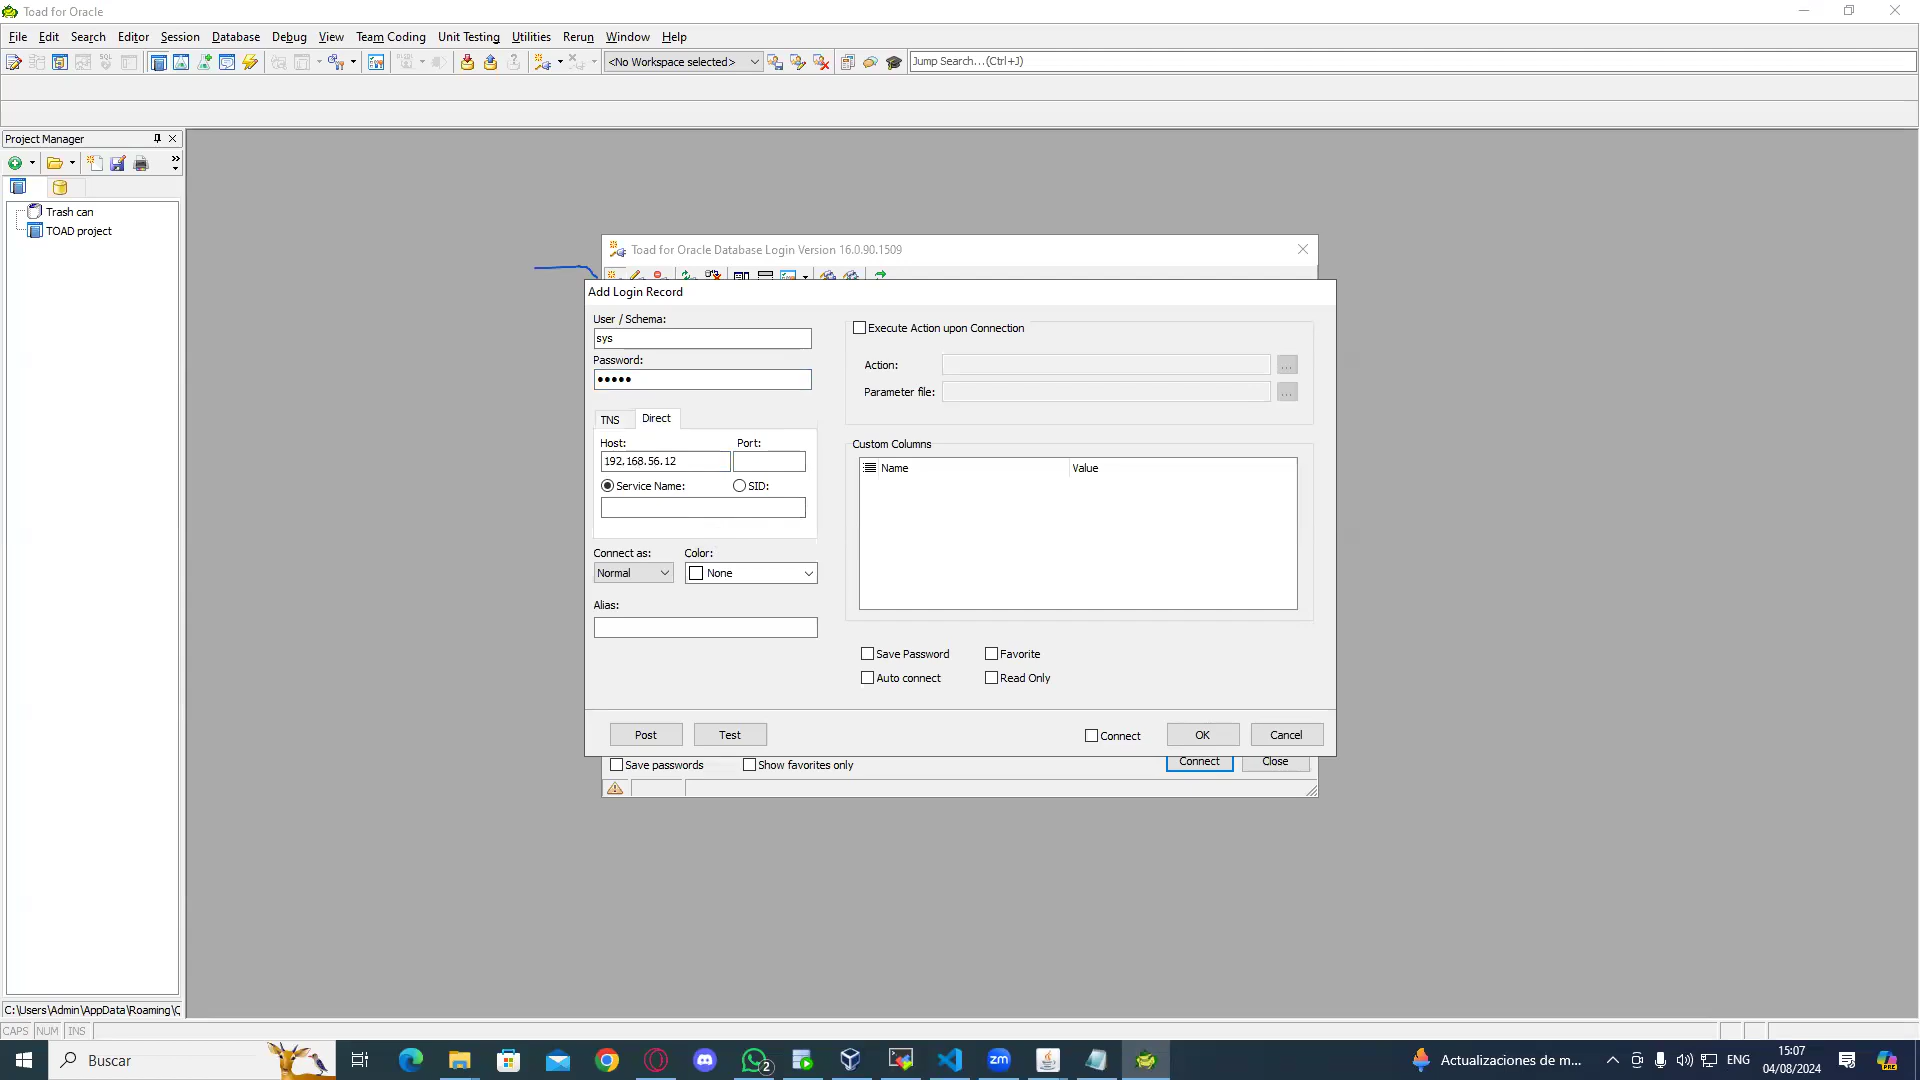 Toad for Oracle
File Edit Search Editor Session Database Debug View Team Coding Unit Testing Utilities Rerun Window Help
SQL <No Workspace selected> Jump Search...(Ctrl+J)
Project Manager
Trash can
TOAD project
Toad for Oracle Database Login Version 16.0.90.1509
Add Login Record
User / Schema:
sys
Password:
•••••
TNS Direct
Host: Port:
192.168.56.12
Service Name: SID:
Connect as: Color:
Normal None
Alias:
Execute Action upon Connection
Action: ...
Parameter file: ...
Custom Columns
Name Value
Save Password Favorite
Auto connect Read Only
Post Test Connect OK Cancel
Save passwords Show favorites only Connect Close
C:\Users\Admin\AppData\Roaming\
CAPS NUM INS
Buscar
2
zm
Actualizaciones de m...
ENG
15:07
04/08/2024
PRE